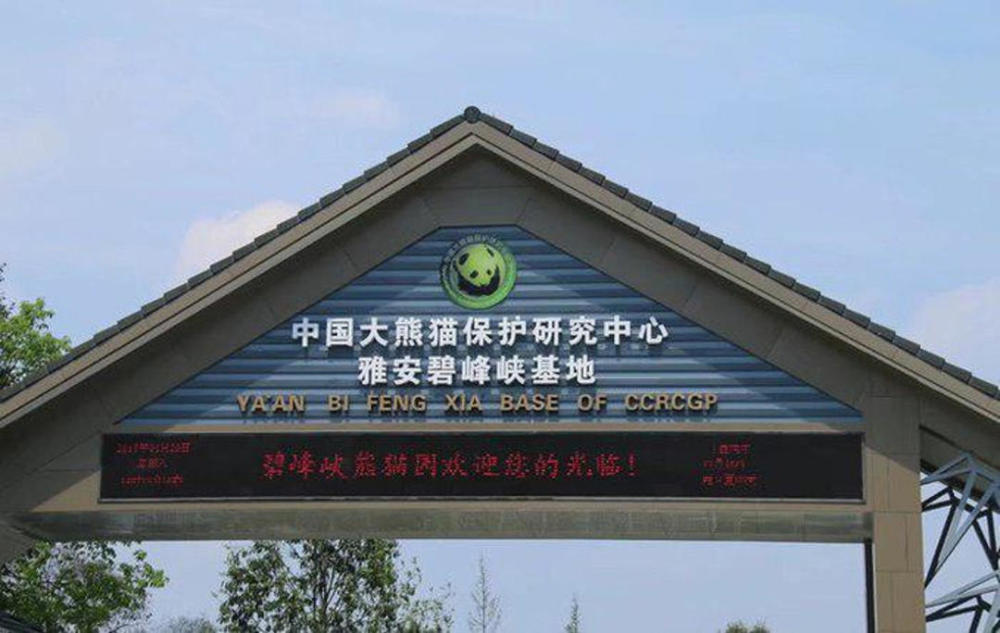 中国大熊猫保护研究中心
雅安碧峰峡基地
YA'AN BI FENG XIA BASE OF CCRCGP
碧峰峡熊猫园欢迎您的光临!